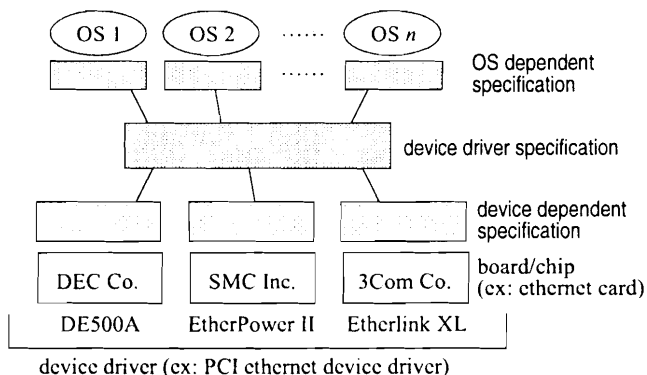 OS 1 OS 2 ...... OS n
...... OS dependent
specification
device driver specification
device dependent
specification
DEC Co. SMC Inc. 3Com Co. board/chip
(ex: ethernet card)
DE500A EtherPower II Etherlink XL
device driver (ex: PCI ethernet device driver)